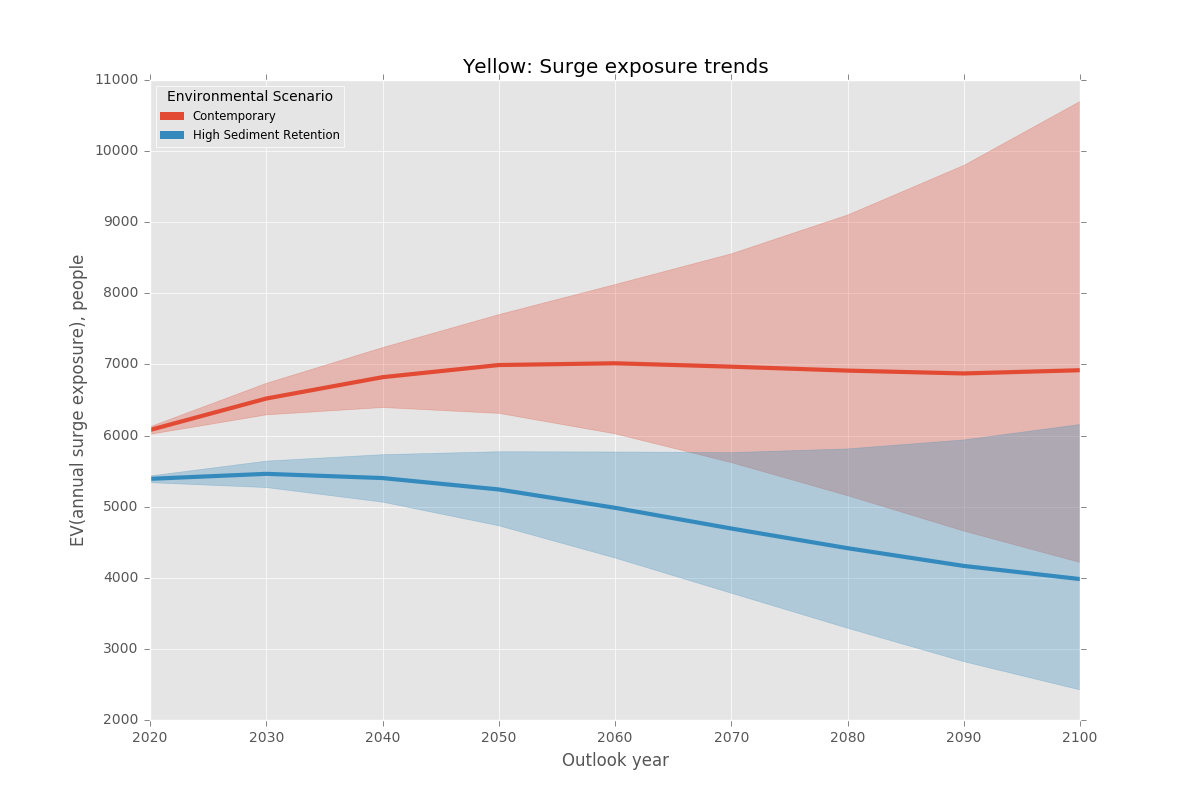 Yellow: Surge exposure trends
Environmental Scenario
Contemporary
High Sediment Retention
EV(annual surge exposure), people
11000
10000
9000
8000
7000
6000
5000
4000
3000
2000
2020 2030 2040 2050 2060 2070 2080 2090 2100
Outlook year